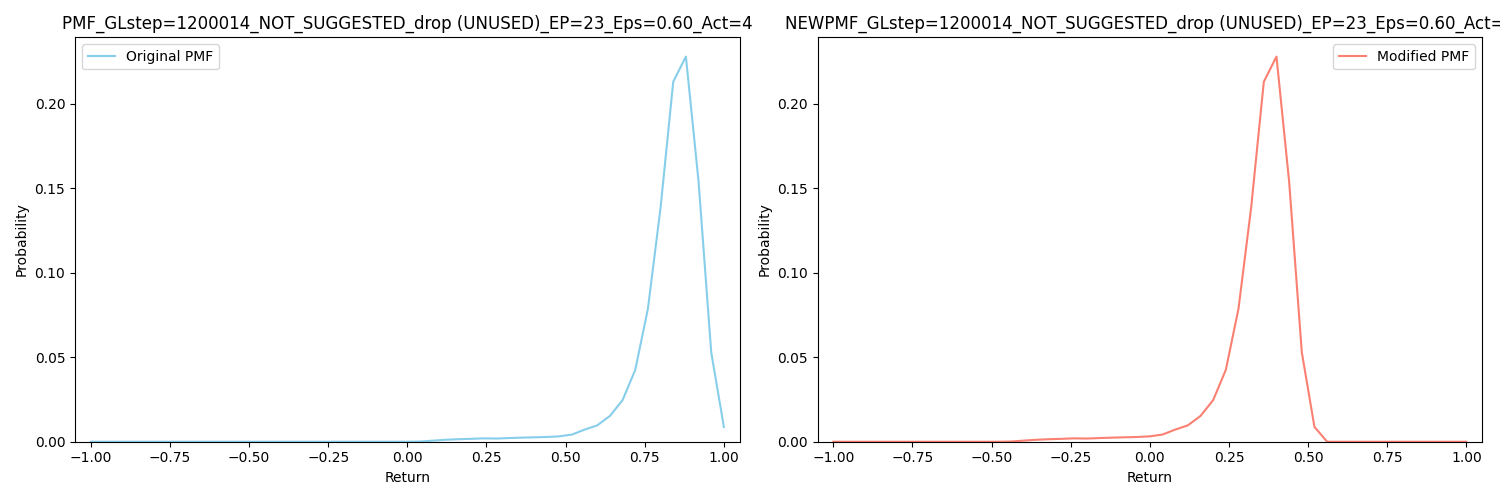 PMF_GLstep=1200014_NOT_SUGGESTED_drop (UNUSED)_EP=23_Eps=0.60_Act=4
Original PMF
Probability
0.20
0.15
0.10
0.05
0.00
−1.00 −0.75 −0.50 −0.25 0.00 0.25 0.50 0.75 1.00
Return
NEWPMF_GLstep=1200014_NOT_SUGGESTED_drop (UNUSED)_EP=23_Eps=0.60_Act=
Modified PMF
Probability
0.20
0.15
0.10
0.05
0.00
−1.00 −0.75 −0.50 −0.25 0.00 0.25 0.50 0.75 1.00
Return